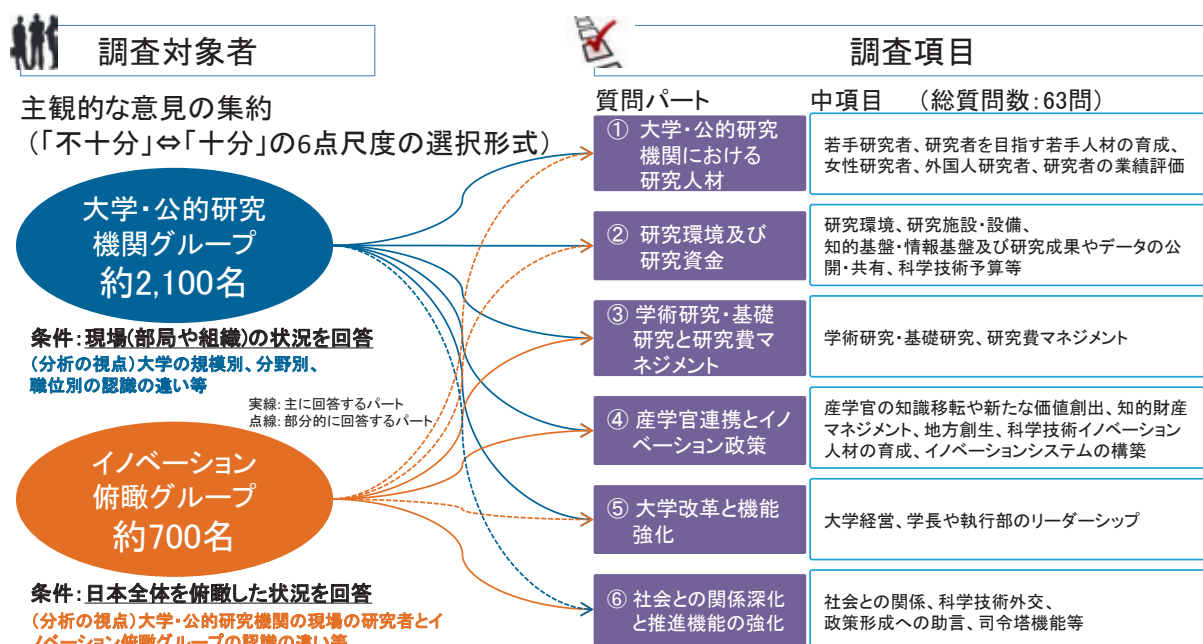 調査対象者
主観的な意見の集約
(「不十分」⇔「十分」の6点尺度の選択形式)
大学・公的研究
機関グループ
約2,100名
条件:現場(部局や組織)の状況を回答
(分析の視点)大学の規模別、分野別、
職位別の認識の違い等
実線: 主に回答するパート
点線: 部分的に回答するパート
イノベーション
俯瞰グループ
約700名
条件:日本全体を俯瞰した状況を回答
(分析の視点)大学・公的研究機関の現場の研究者とイ
ノベーション俯瞰グループの認識の違い等
調査項目
質問パート
中項目 (総質問数:63問)
① 大学・公的研究
機関における
研究人材
若手研究者、研究者を目指す若手人材の育成、
女性研究者、外国人研究者、研究者の業績評価
② 研究環境及び
研究資金
研究環境、研究施設・設備、
知的基盤・情報基盤及び研究成果やデータの公
開・共有、科学技術予算等
③ 学術研究・基礎
研究と研究費マ
ネジメント
学術研究・基礎研究、研究費マネジメント
④ 産学官連携とイノ
ベーション政策
産学官の知識移転や新たな価値創出、知的財産
マネジメント、地方創生、科学技術イノベーション
人材の育成、イノベーションシステムの構築
⑤ 大学改革と機能
強化
大学経営、学長や執行部のリーダーシップ
⑥ 社会との関係深化
と推進機能の強化
社会との関係、科学技術外交、
政策形成への助言、司令塔機能等